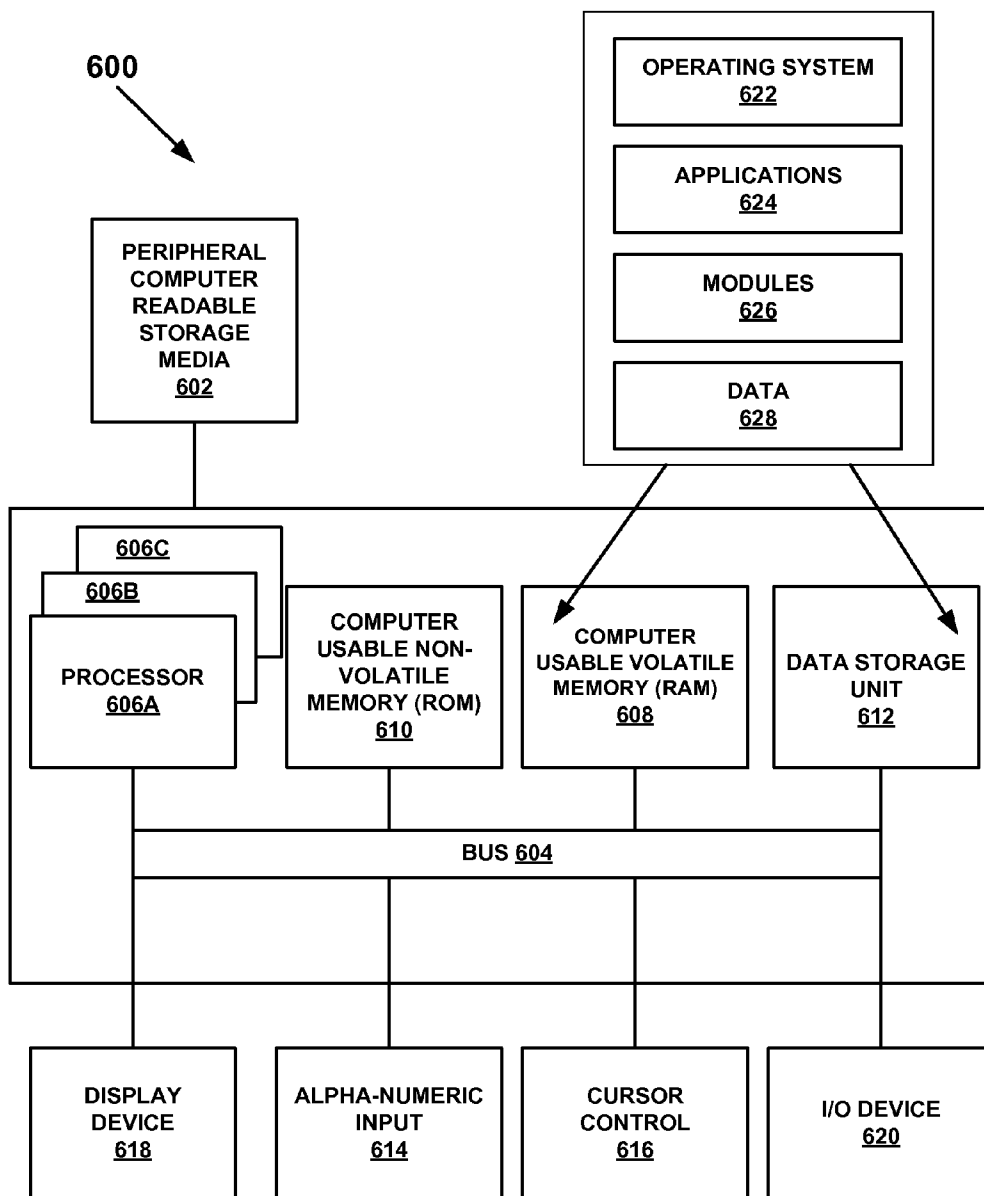 600
OPERATING SYSTEM
622
APPLICATIONS
624
MODULES
626
DATA
628
PERIPHERAL
COMPUTER
READABLE
STORAGE
MEDIA
602
606C
606B
PROCESSOR
606A
COMPUTER
USABLE NON-
VOLATILE
MEMORY (ROM)
610
COMPUTER
USABLE VOLATILE
MEMORY (RAM)
608
DATA STORAGE
UNIT
612
BUS 604
DISPLAY
DEVICE
618
ALPHA-NUMERIC
INPUT
614
CURSOR
CONTROL
616
I/O DEVICE
620